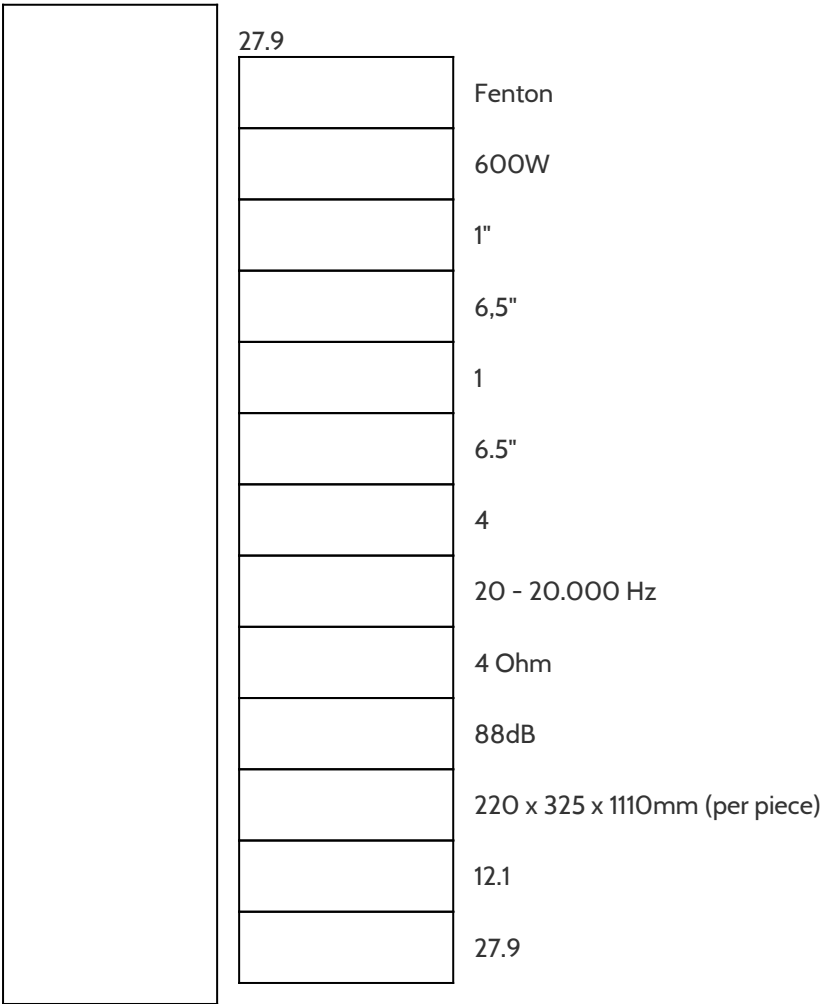 27.9
Fenton
600W
1"
6,5"
1
6.5"
4
20 - 20.000 Hz
4 Ohm
88dB
220 x 325 x 1110mm (per piece)
12.1
27.9